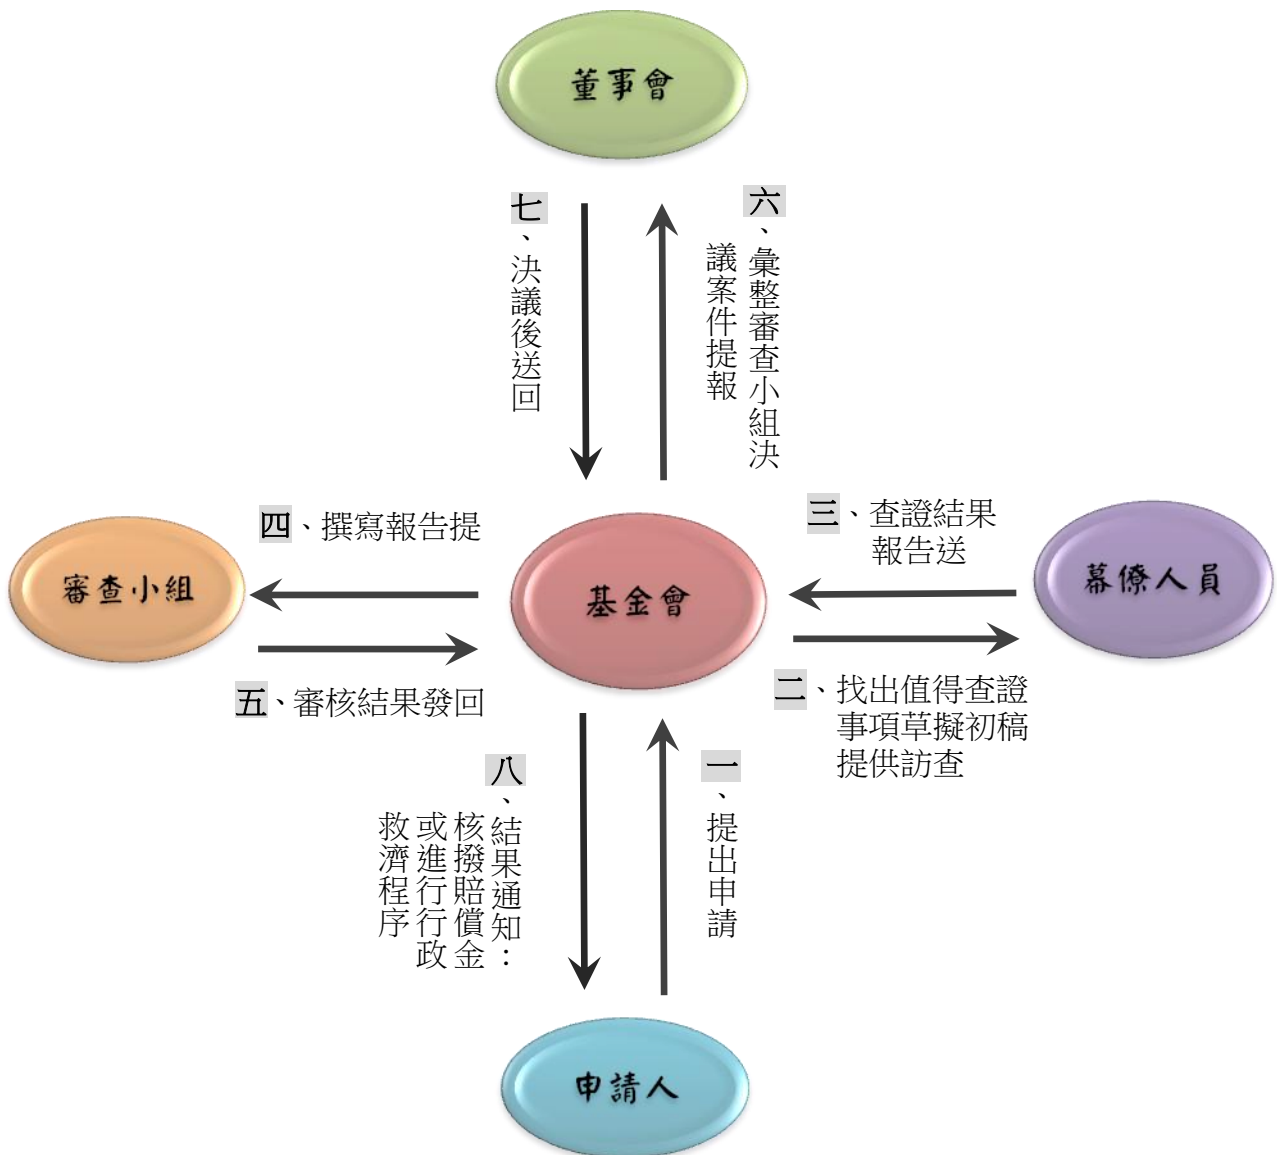 董事會
七、決議後送回
六、彙整審查小組決
議案件提報
四、撰寫報告提
三、查證結果
報告送
審查小組
基金會
幕僚人員
五、審核結果發回
二、找出值得查證
事項草擬初稿
提供訪查
八、結果通知：
核撥賠償金
或進行行政
救濟程序
一、提出申請
申請人